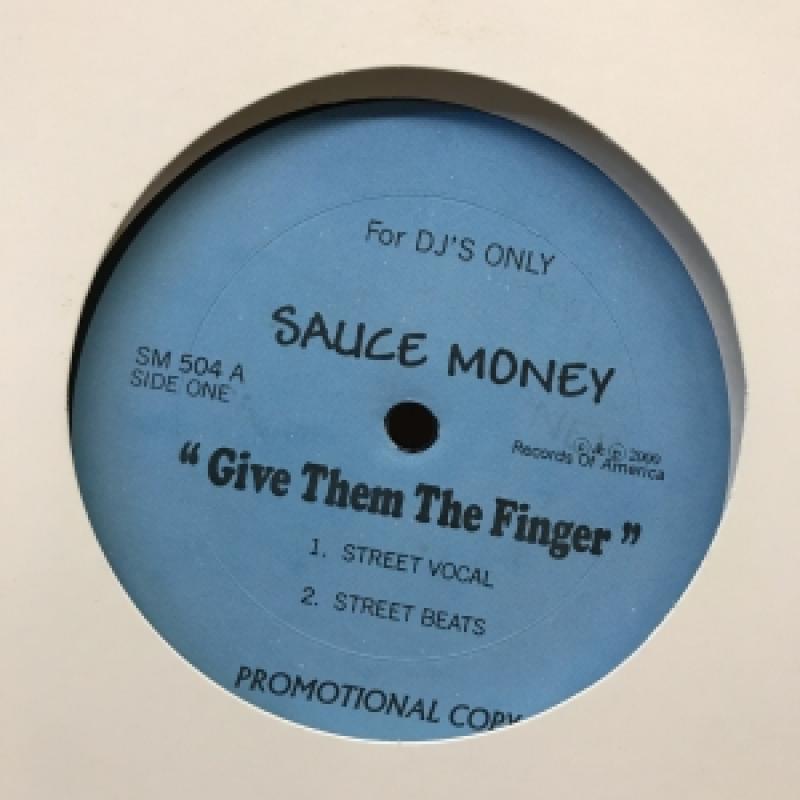 For DJ'S ONLY
SAUCE MONEY
SM 504 A
SIDE ONE
Ⓒ & Ⓟ 2000
Records Of America
“ Give Them The Finger ”
1. STREET VOCAL
2. STREET BEATS
PROMOTIONAL COPY